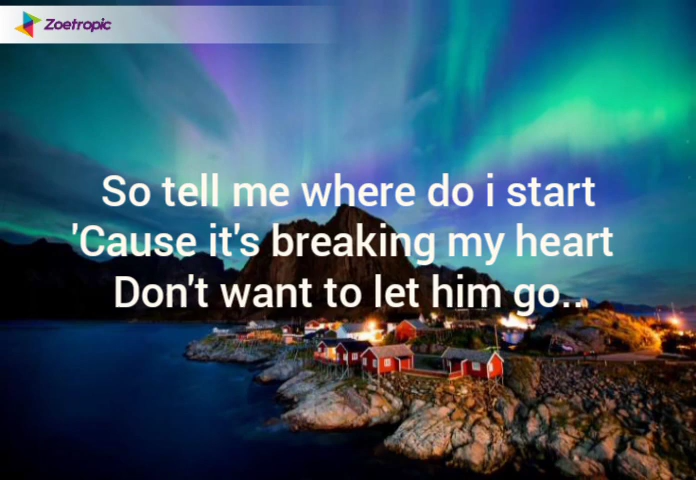 Zoetropic
So tell me where do i start
'Cause it's breaking my heart
Don't want to let him go..